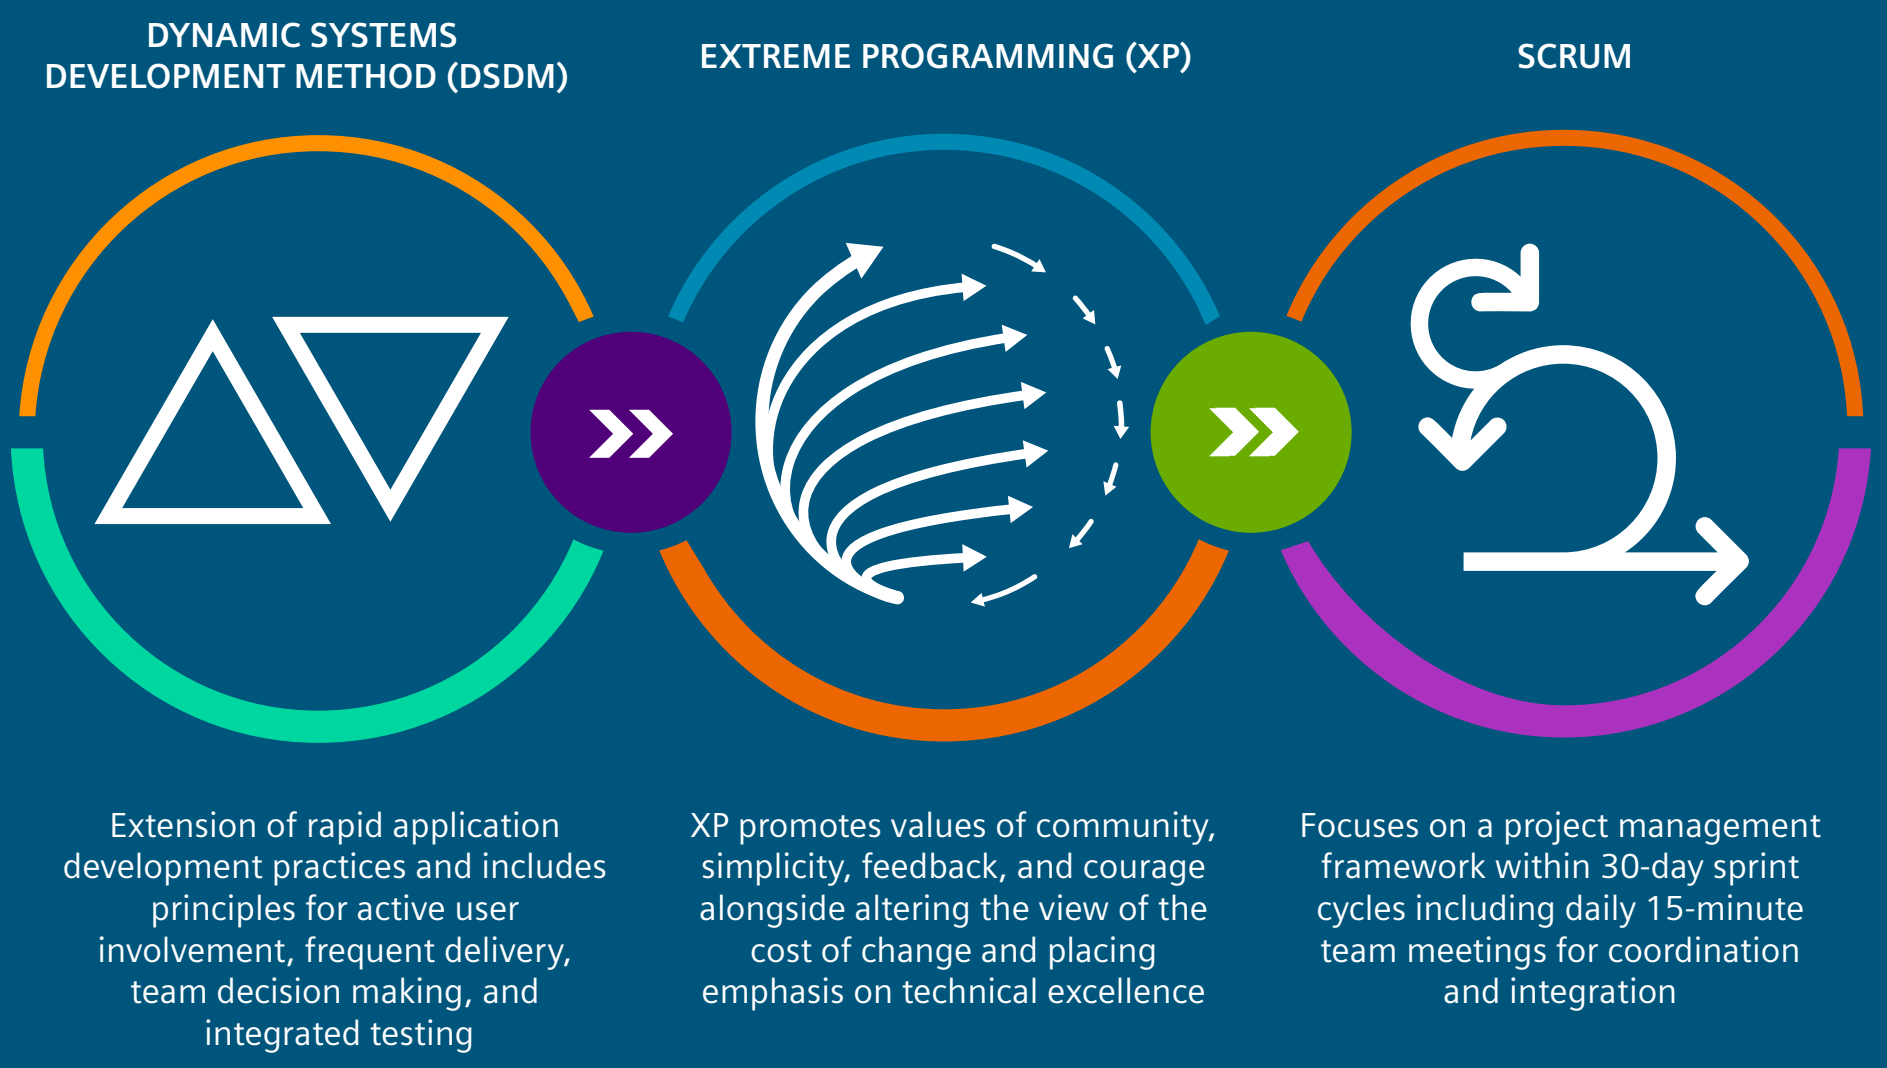 DYNAMIC SYSTEMS
DEVELOPMENT METHOD (DSDM)
EXTREME PROGRAMMING (XP)
SCRUM
Extension of rapid application
development practices and includes
principles for active user
involvement, frequent delivery,
team decision making, and
integrated testing
XP promotes values of community,
simplicity, feedback, and courage
alongside altering the view of the
cost of change and placing
emphasis on technical excellence
Focuses on a project management
framework within 30-day sprint
cycles including daily 15-minute
team meetings for coordination
and integration